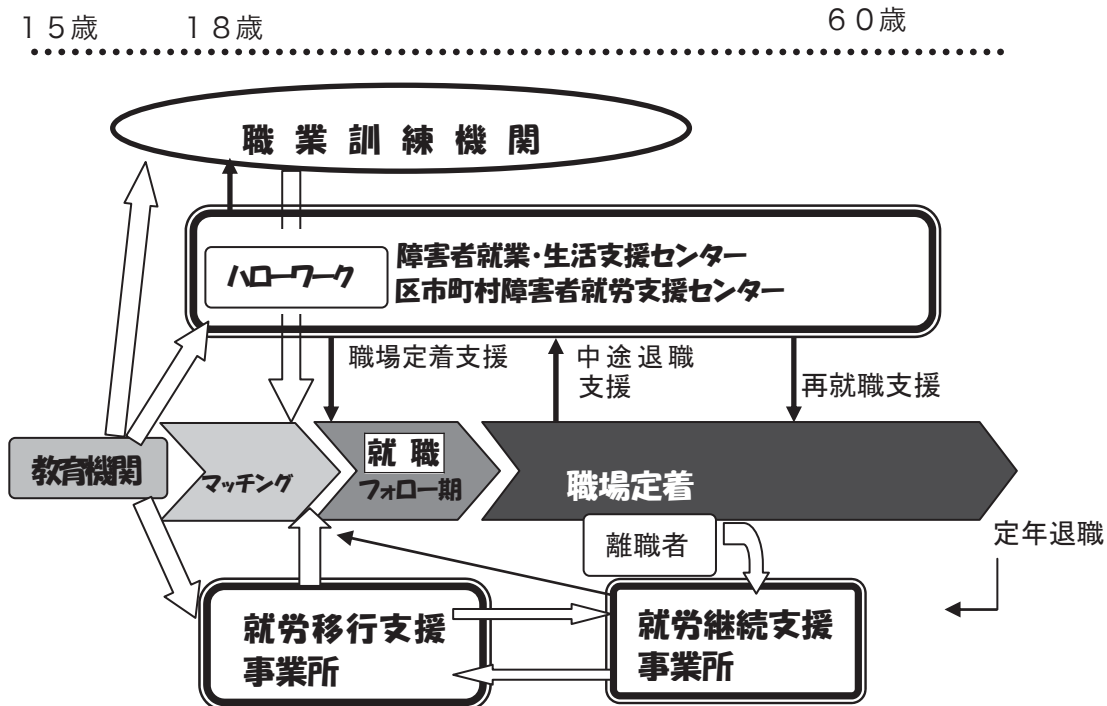 １５歳
１８歳
６０歳
職業訓練機関
ハローワーク
障害者就業・生活支援センター
区市町村障害者就労支援センター
職場定着支援
中途退職
支援
再就職支援
教育機関
マッチング
就職
フォロー期
職場定着
離職者
定年退職
就労移行支援
事業所
就労継続支援
事業所